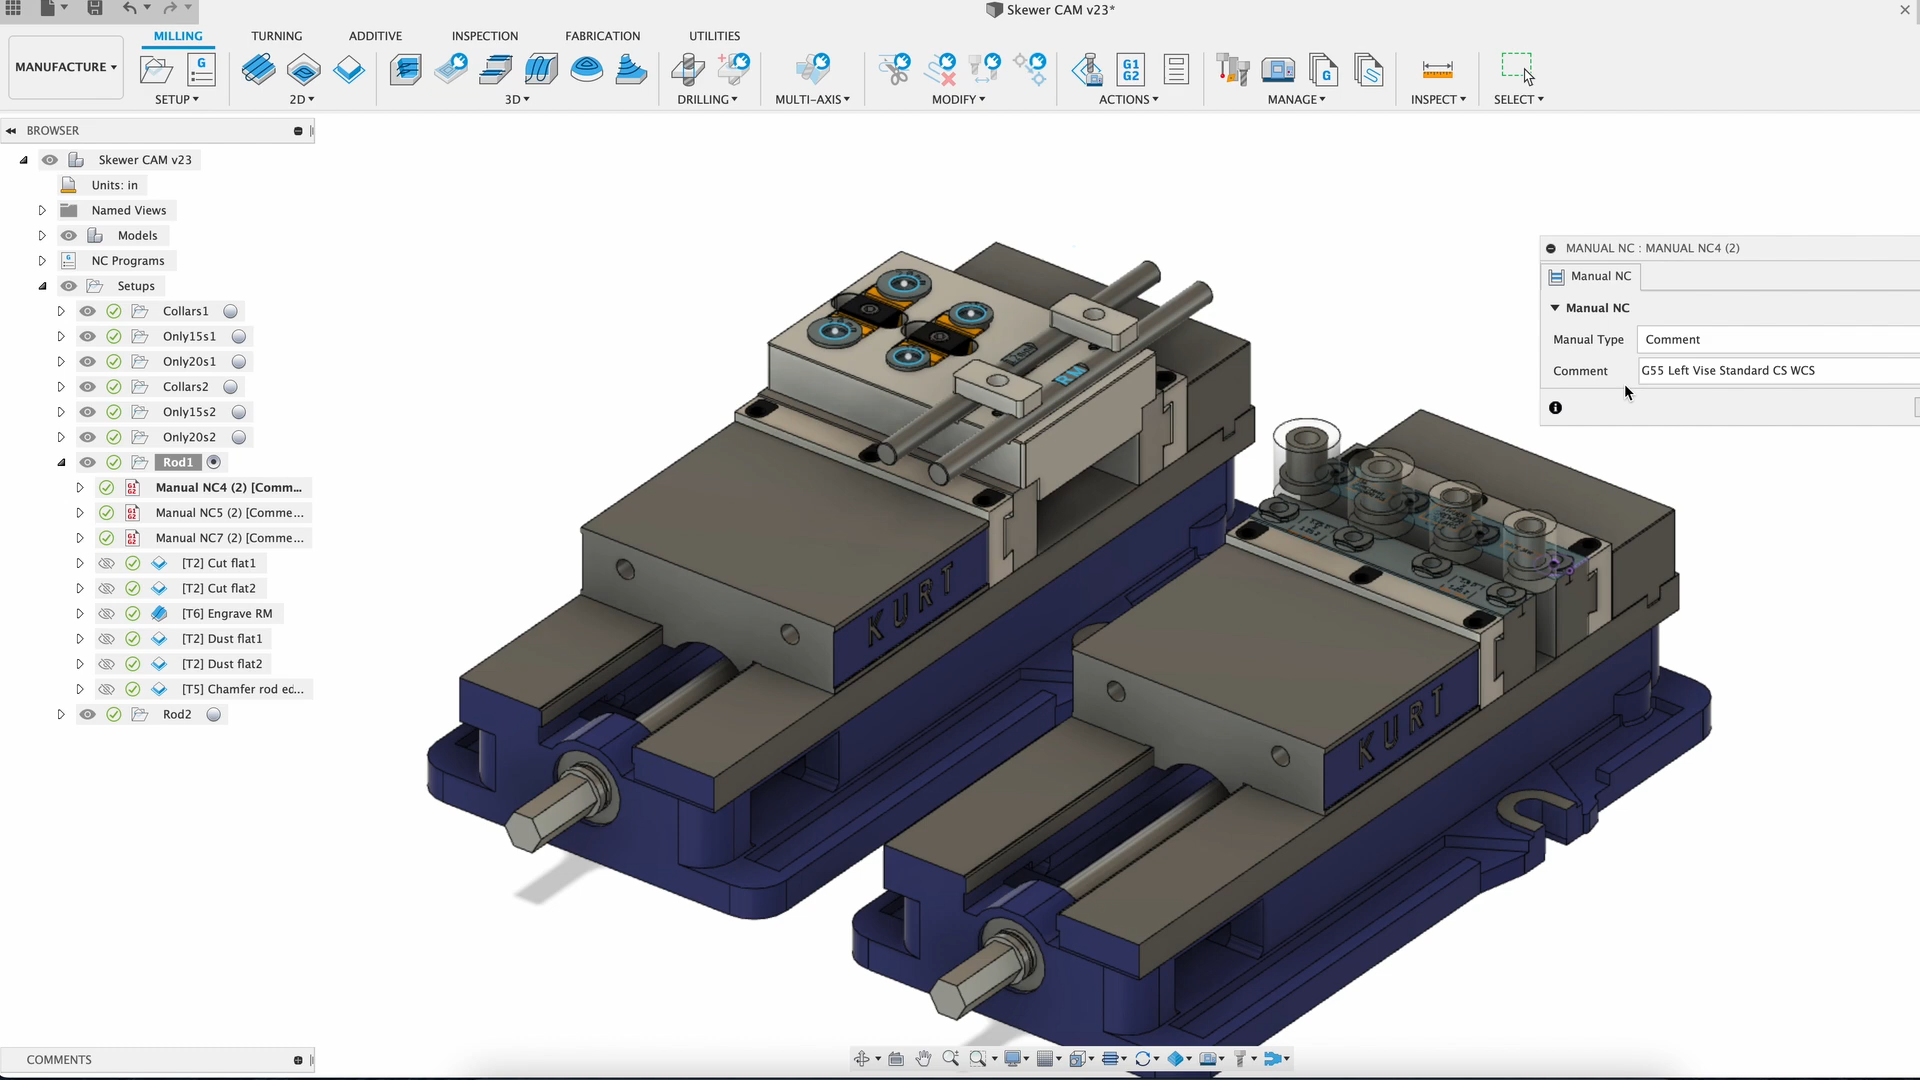 Skewer CAM v23*
MANUFACTURE
MILLING
TURNING
ADDITIVE
INSPECTION
FABRICATION
UTILITIES
SETUP
2D
3D
DRILLING
MULTI-AXIS
MODIFY
G1
G2
ACTIONS
MANAGE
INSPECT
SELECT
BROWSER
Skewer CAM v23
Units: in
Named Views
Models
NC Programs
Setups
Collars1
Only15s1
Only20s1
Collars2
Only15s2
Only20s2
Rod1
Manual NC4 (2) [Comm...
Manual NC5 (2) [Comme...
Manual NC7 (2) [Comme...
[T2] Cut flat1
[T2] Cut flat2
[T6] Engrave RM
[T2] Dust flat1
[T2] Dust flat2
[T5] Chamfer rod ed...
Rod2
RM
KURT
KURT
MANUAL NC : MANUAL NC4 (2)
Manual NC
Manual NC
Manual Type
Comment
Comment
G55 Left Vise Standard CS WCS
COMMENTS